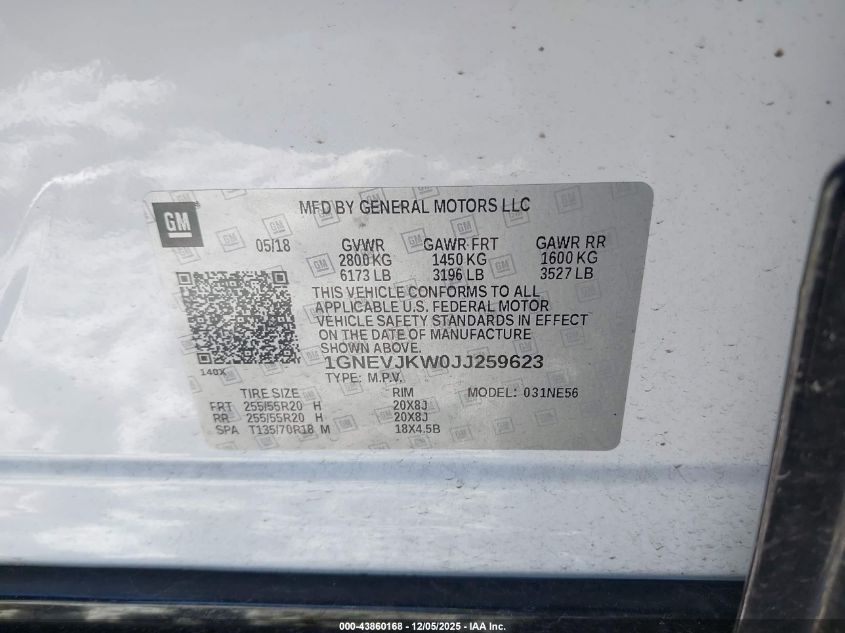 GM
MFD BY GENERAL MOTORS LLC
05/18 GVWR GAWR FRT GAWR RR
2800 KG 1450 KG 1600 KG
6173 LB 3196 LB 3527 LB
THIS VEHICLE CONFORMS TO ALL
APPLICABLE U.S. FEDERAL MOTOR
VEHICLE SAFETY STANDARDS IN EFFECT
ON THE DATE OF MANUFACTURE
SHOWN ABOVE.
1GNEVJKW0JJ259623
140X
TYPE: M.P.V.
TIRE SIZE RIM MODEL: 031NE56
FRT 255/55R20 H 20X8J
RR 255/55R20 H 20X8J
SPA T135/70R18 M 18X4.5B
000-43860168 - 12/05/2025 - IAA Inc.